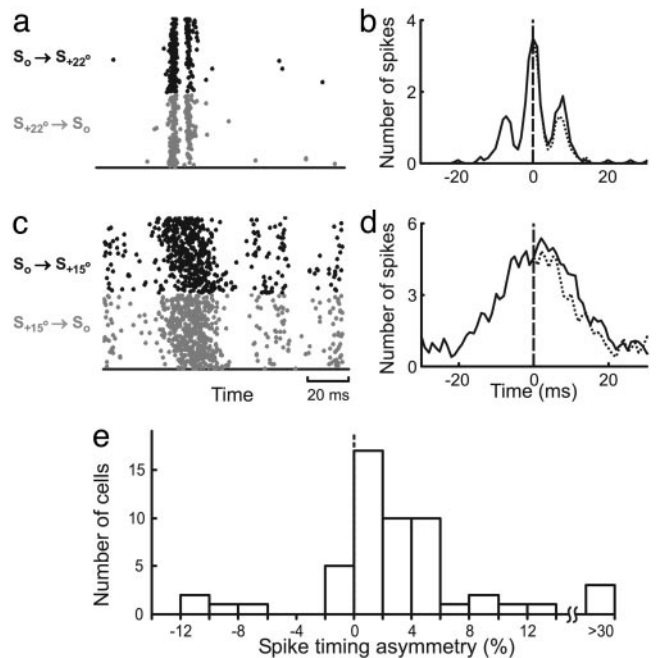 a
S₀ → S₊₂₂°
S₊₂₂° → S₀
b
Number of spikes
4
2
0
-20 0 20
c
S₀ → S₊₁₅°
S₊₁₅° → S₀
Time
20 ms
d
Number of spikes
6
3
0
-20 0 20
Time (ms)
e
Number of cells
15
10
5
0
-12 -8 -4 0 4 8 12 >30
Spike timing asymmetry (%)